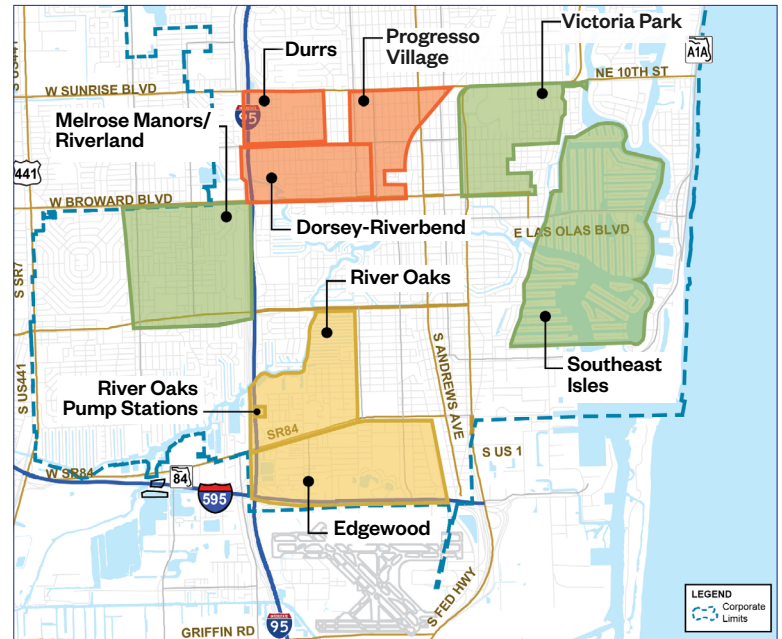 S US441
Durrs
Progresso
Village
Victoria Park
A1A
NE 10TH ST
W SUNRISE BLVD
95
Melrose Manors/
Riverland
441
W BROWARD BLVD
Dorsey-Riverbend
E LAS OLAS BLVD
River Oaks
S SR7
S ANDREWS AVE
Southeast
Isles
River Oaks
Pump Stations
S US441
SR84
S US 1
W SR84
84
595
Edgewood
S FED HWY
95
GRIFFIN RD
LEGEND
Corporate
Limits